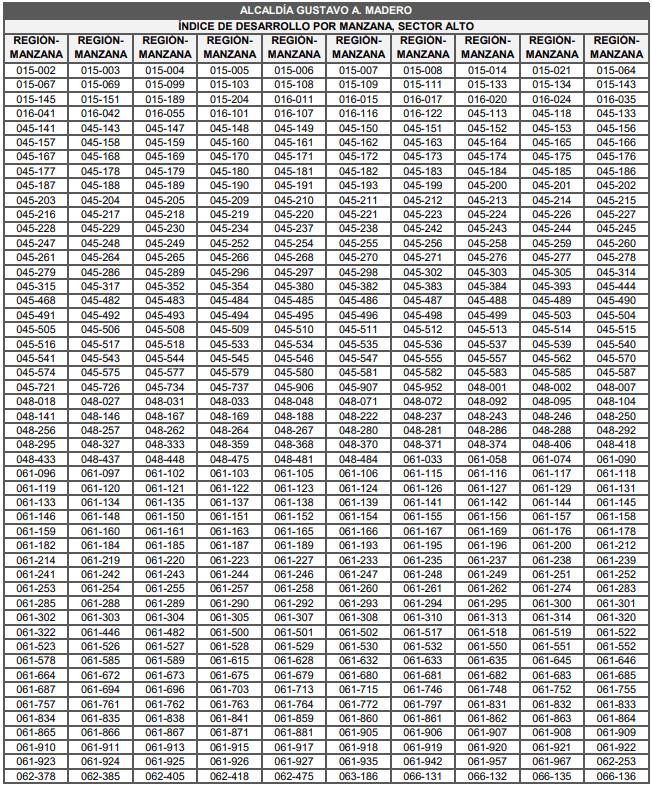 ALCALDÍA GUSTAVO A. MADERO
ÍNDICE DE DESARROLLO POR MANZANA, SECTOR ALTO
REGIÓN- REGIÓN- REGIÓN- REGIÓN- REGIÓN- REGIÓN- REGIÓN- REGIÓN- REGIÓN- REGIÓN-
MANZANA MANZANA MANZANA MANZANA MANZANA MANZANA MANZANA MANZANA MANZANA MANZANA
015-002 015-003 015-004 015-005 015-006 015-007 015-008 015-014 015-021 015-064
015-067 015-069 015-099 015-103 015-108 015-109 015-111 015-133 015-134 015-143
015-145 015-151 015-189 015-204 016-011 016-015 016-017 016-020 016-024 016-035
016-041 016-042 016-055 016-101 016-107 016-116 016-122 045-113 045-118 045-133
045-141 045-143 045-147 045-148 045-149 045-150 045-151 045-152 045-153 045-156
045-157 045-158 045-159 045-160 045-161 045-162 045-163 045-164 045-165 045-166
045-167 045-168 045-169 045-170 045-171 045-172 045-173 045-174 045-175 045-176
045-177 045-178 045-179 045-180 045-181 045-182 045-183 045-184 045-185 045-186
045-187 045-188 045-189 045-190 045-191 045-193 045-199 045-200 045-201 045-202
045-203 045-204 045-205 045-209 045-210 045-211 045-212 045-213 045-214 045-215
045-216 045-217 045-218 045-219 045-220 045-221 045-223 045-224 045-226 045-227
045-228 045-229 045-230 045-234 045-237 045-238 045-242 045-243 045-244 045-245
045-247 045-248 045-249 045-252 045-254 045-255 045-256 045-258 045-259 045-260
045-261 045-264 045-265 045-266 045-268 045-270 045-271 045-276 045-277 045-278
045-279 045-286 045-289 045-296 045-297 045-298 045-302 045-303 045-305 045-314
045-315 045-317 045-352 045-354 045-380 045-382 045-383 045-384 045-393 045-444
045-468 045-482 045-483 045-484 045-485 045-486 045-487 045-488 045-489 045-490
045-491 045-492 045-493 045-494 045-495 045-496 045-498 045-499 045-503 045-504
045-505 045-506 045-508 045-509 045-510 045-511 045-512 045-513 045-514 045-515
045-516 045-517 045-518 045-533 045-534 045-535 045-536 045-537 045-539 045-540
045-541 045-543 045-544 045-545 045-546 045-547 045-555 045-557 045-562 045-570
045-574 045-575 045-577 045-579 045-580 045-581 045-582 045-583 045-585 045-587
045-721 045-726 045-734 045-737 045-906 045-907 045-952 048-001 048-002 048-007
048-018 048-027 048-031 048-033 048-048 048-071 048-072 048-092 048-095 048-104
048-141 048-146 048-167 048-169 048-188 048-222 048-237 048-243 048-246 048-250
048-256 048-257 048-262 048-264 048-267 048-280 048-281 048-286 048-288 048-292
048-295 048-327 048-333 048-359 048-368 048-370 048-371 048-374 048-406 048-418
048-433 048-437 048-448 048-475 048-481 048-484 061-033 061-058 061-074 061-090
061-096 061-097 061-102 061-103 061-105 061-106 061-115 061-116 061-117 061-118
061-119 061-120 061-121 061-122 061-123 061-124 061-126 061-127 061-129 061-131
061-133 061-134 061-135 061-137 061-138 061-139 061-141 061-142 061-144 061-145
061-146 061-148 061-150 061-151 061-152 061-154 061-155 061-156 061-157 061-158
061-159 061-160 061-161 061-163 061-165 061-166 061-167 061-169 061-176 061-178
061-182 061-184 061-185 061-187 061-189 061-193 061-195 061-196 061-200 061-212
061-214 061-219 061-220 061-223 061-227 061-233 061-235 061-237 061-238 061-239
061-241 061-242 061-243 061-244 061-246 061-247 061-248 061-249 061-251 061-252
061-253 061-254 061-255 061-257 061-258 061-260 061-261 061-262 061-274 061-283
061-285 061-288 061-289 061-290 061-292 061-293 061-294 061-295 061-300 061-301
061-302 061-303 061-304 061-305 061-307 061-308 061-310 061-313 061-314 061-320
061-322 061-446 061-482 061-500 061-501 061-502 061-517 061-518 061-519 061-522
061-523 061-526 061-527 061-528 061-529 061-530 061-532 061-550 061-551 061-552
061-578 061-585 061-589 061-615 061-628 061-632 061-633 061-635 061-645 061-646
061-664 061-672 061-673 061-675 061-679 061-680 061-681 061-682 061-683 061-685
061-687 061-694 061-696 061-703 061-713 061-715 061-746 061-748 061-752 061-755
061-757 061-761 061-762 061-763 061-764 061-772 061-797 061-831 061-832 061-833
061-834 061-835 061-838 061-841 061-859 061-860 061-861 061-862 061-863 061-864
061-865 061-866 061-867 061-871 061-881 061-905 061-906 061-907 061-908 061-909
061-910 061-911 061-913 061-915 061-917 061-918 061-919 061-920 061-921 061-922
061-923 061-924 061-925 061-926 061-927 061-935 061-942 061-957 061-967 062-253
062-378 062-385 062-405 062-418 062-475 063-186 066-131 066-132 066-135 066-136